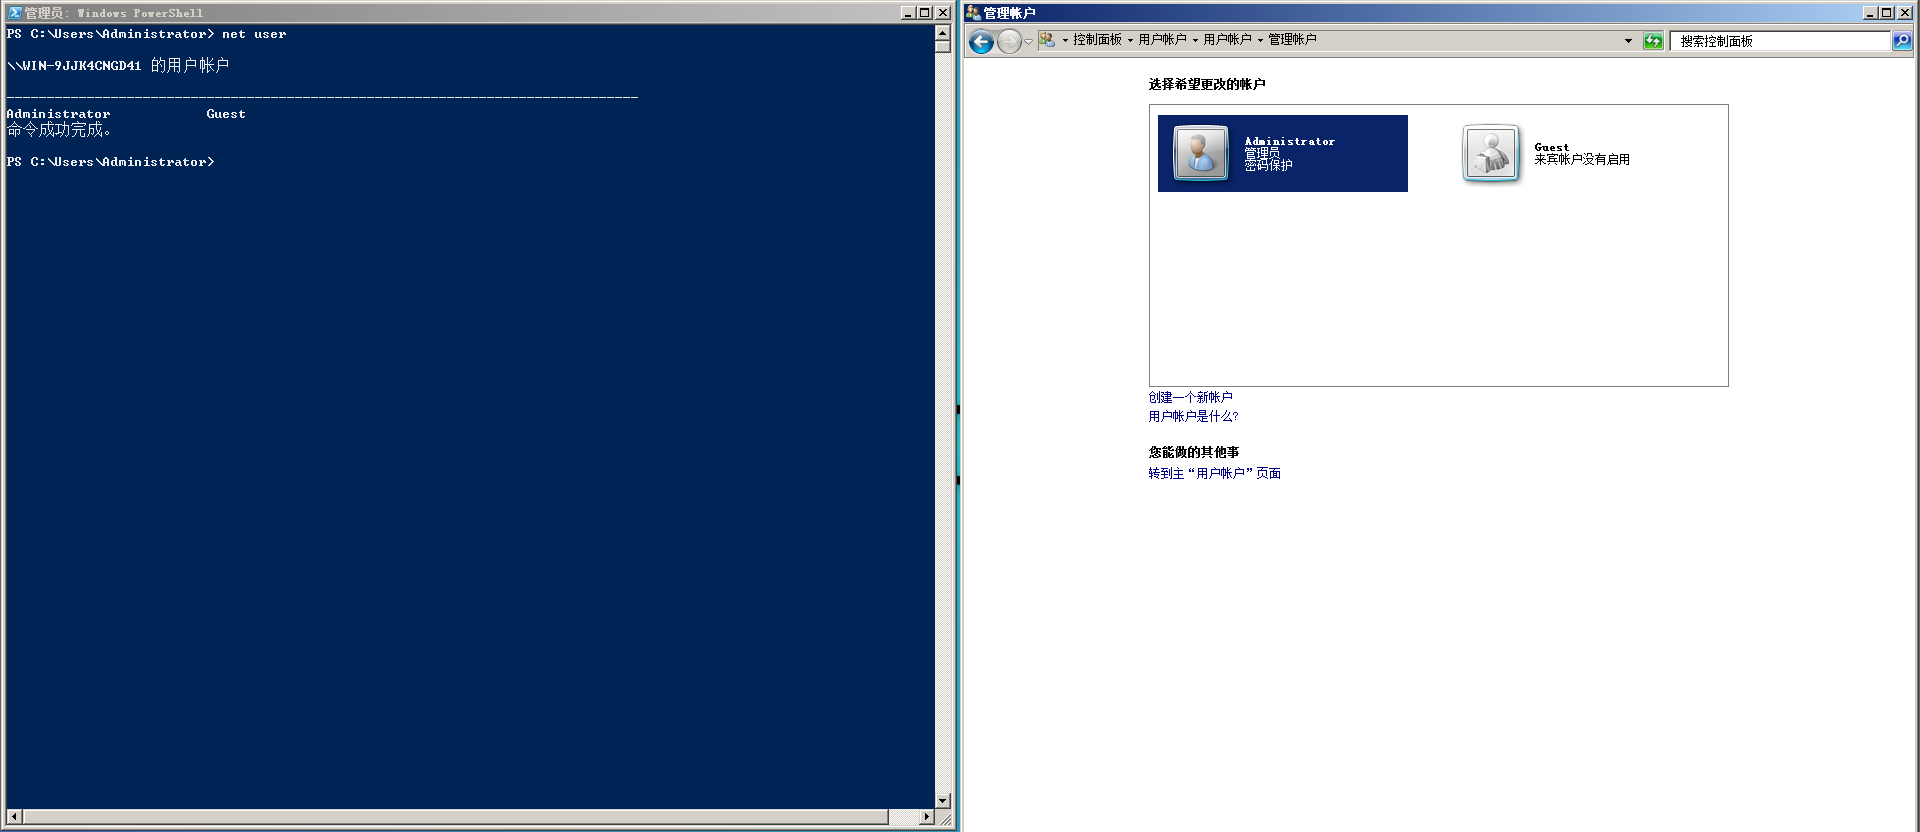 管理员: Windows PowerShell
PS C:\Users\Administrator> net user
\\WIN-9JJK4CNGD41 的用户帐户
-------------------------------------------------------------------------------
Administrator            Guest
命令成功完成。
PS C:\Users\Administrator>
管理帐户
控制面板 用户帐户 用户帐户 管理帐户
搜索控制面板
选择希望更改的帐户
Administrator
管理员
密码保护
Guest
来宾帐户没有启用
创建一个新帐户
用户帐户是什么?
您能做的其他事
转到主“用户帐户”页面